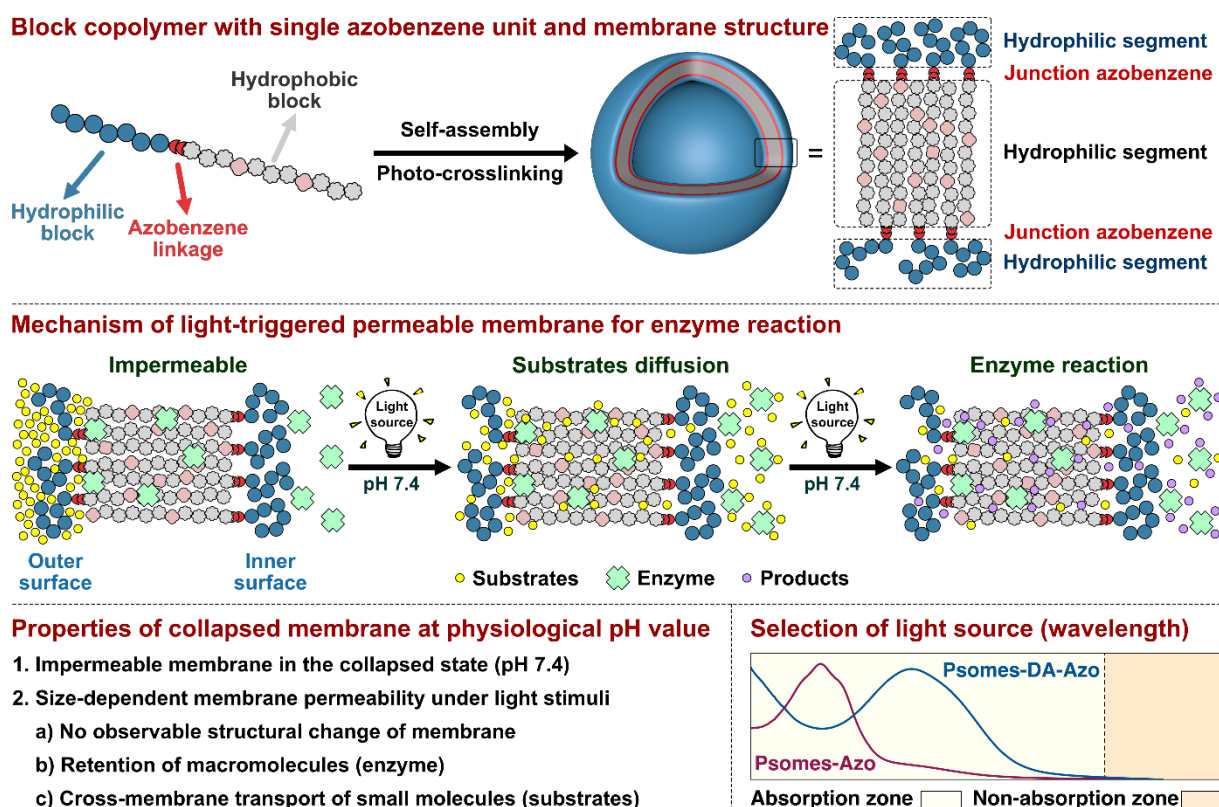 Block copolymer with single azobenzene unit and membrane structure
Hydrophobic
block
Hydrophilic
block
Azobenzene
linkage
Self-assembly
Photo-crosslinking
=
Hydrophilic segment
Junction azobenzene
Hydrophilic segment
Junction azobenzene
Hydrophilic segment
Mechanism of light-triggered permeable membrane for enzyme reaction
Impermeable
Substrates diffusion
Enzyme reaction
Light
source
pH 7.4
Light
source
pH 7.4
Outer
surface
Inner
surface
Substrates
Enzyme
Products
Properties of collapsed membrane at physiological pH value
1. Impermeable membrane in the collapsed state (pH 7.4)
2. Size-dependent membrane permeability under light stimuli
a) No observable structural change of membrane
b) Retention of macromolecules (enzyme)
c) Cross-membrane transport of small molecules (substrates)
Selection of light source (wavelength)
Psomes-DA-Azo
Psomes-Azo
Absorption zone
Non-absorption zone